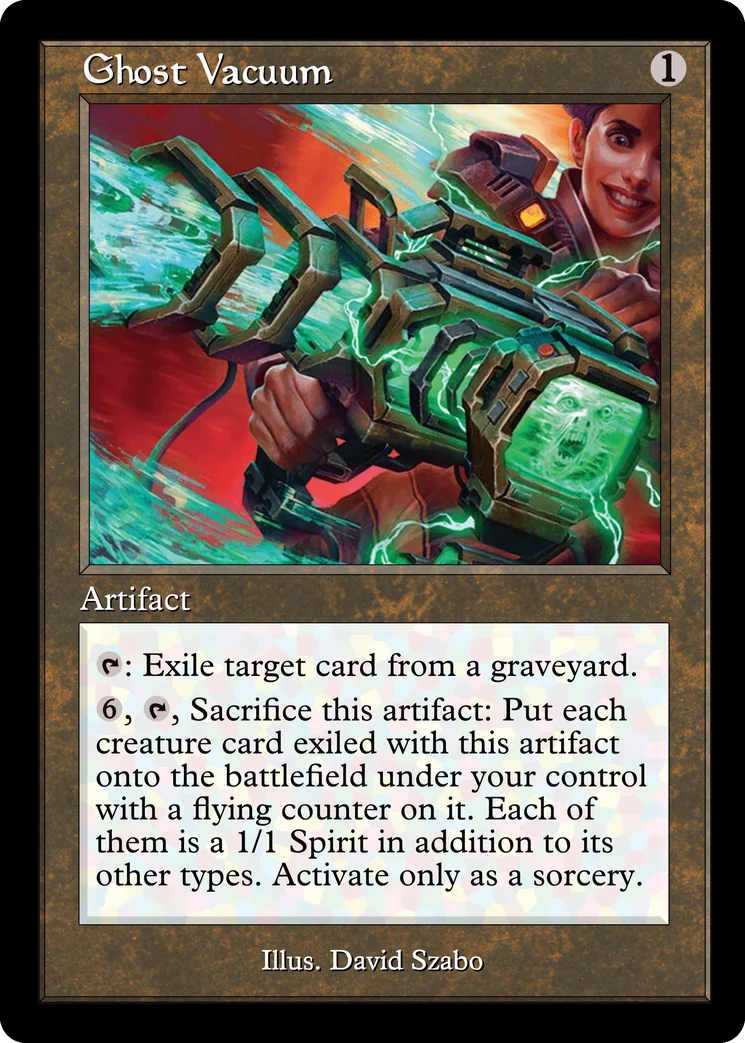 Ghost Vacuum 1
Artifact
: Exile target card from a graveyard.
6, , Sacrifice this artifact: Put each
creature card exiled with this artifact
onto the battlefield under your control
with a flying counter on it. Each of
them is a 1/1 Spirit in addition to its
other types. Activate only as a sorcery.
Illus. David Szabo